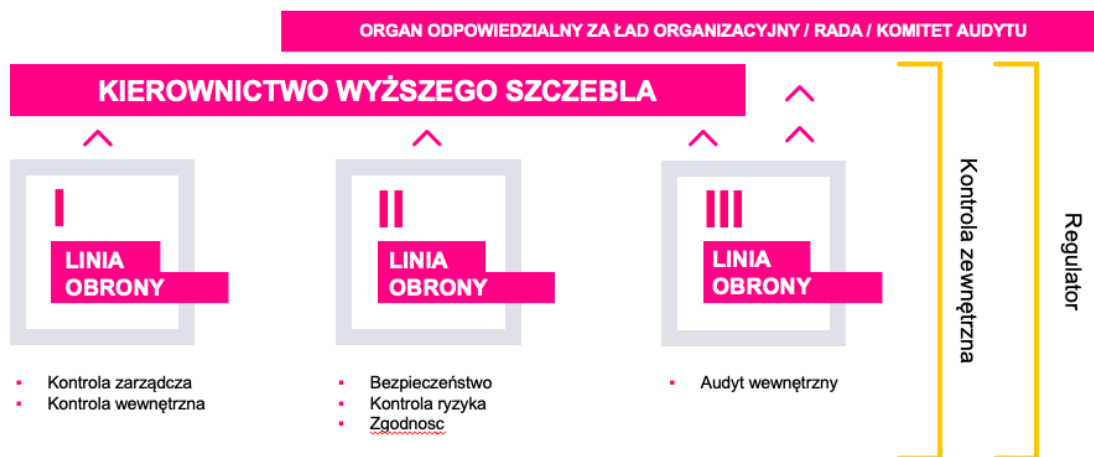 ORGAN ODPOWIEDZIALNY ZA ŁAD ORGANIZACYJNY / RADA / KOMITET AUDYTU
KIEROWNICTWO WYŻSZEGO SZCZEBLA
I
LINIA
OBRONY
Kontrola zarządcza
Kontrola wewnętrzna
II
LINIA
OBRONY
Bezpieczeństwo
Kontrola ryzyka
Zgodnosc
III
LINIA
OBRONY
Audyt wewnętrzny
Kontrola zewnętrzna
Regulator